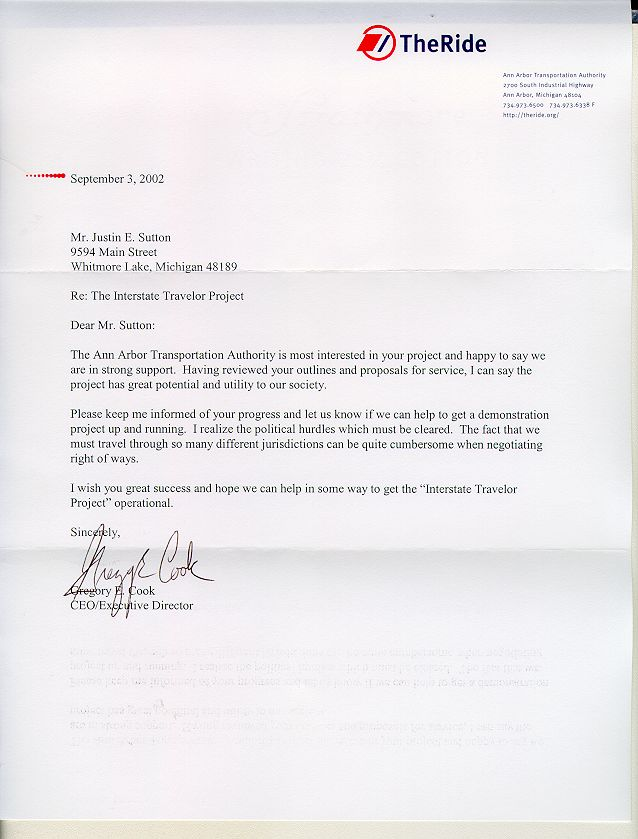 TheRide
Ann Arbor Transportation Authority
2700 South Industrial Highway
Ann Arbor, Michigan 48104
734.973.6500 734.973.6338 F
http://theride.org/
September 3, 2002
Mr. Justin E. Sutton
9594 Main Street
Whitmore Lake, Michigan 48189
Re: The Interstate Travelor Project
Dear Mr. Sutton:
The Ann Arbor Transportation Authority is most interested in your project and happy to say we
are in strong support. Having reviewed your outlines and proposals for service, I can say the
project has great potential and utility to our society.
Please keep me informed of your progress and let us know if we can help to get a demonstration
project up and running. I realize the political hurdles which must be cleared. The fact that we
must travel through so many different jurisdictions can be quite cumbersome when negotiating
right of ways.
I wish you great success and hope we can help in some way to get the “Interstate Travelor
Project” operational.
Sincerely,
Gregory E. Cook
Gregory E. Cook
CEO/Executive Director